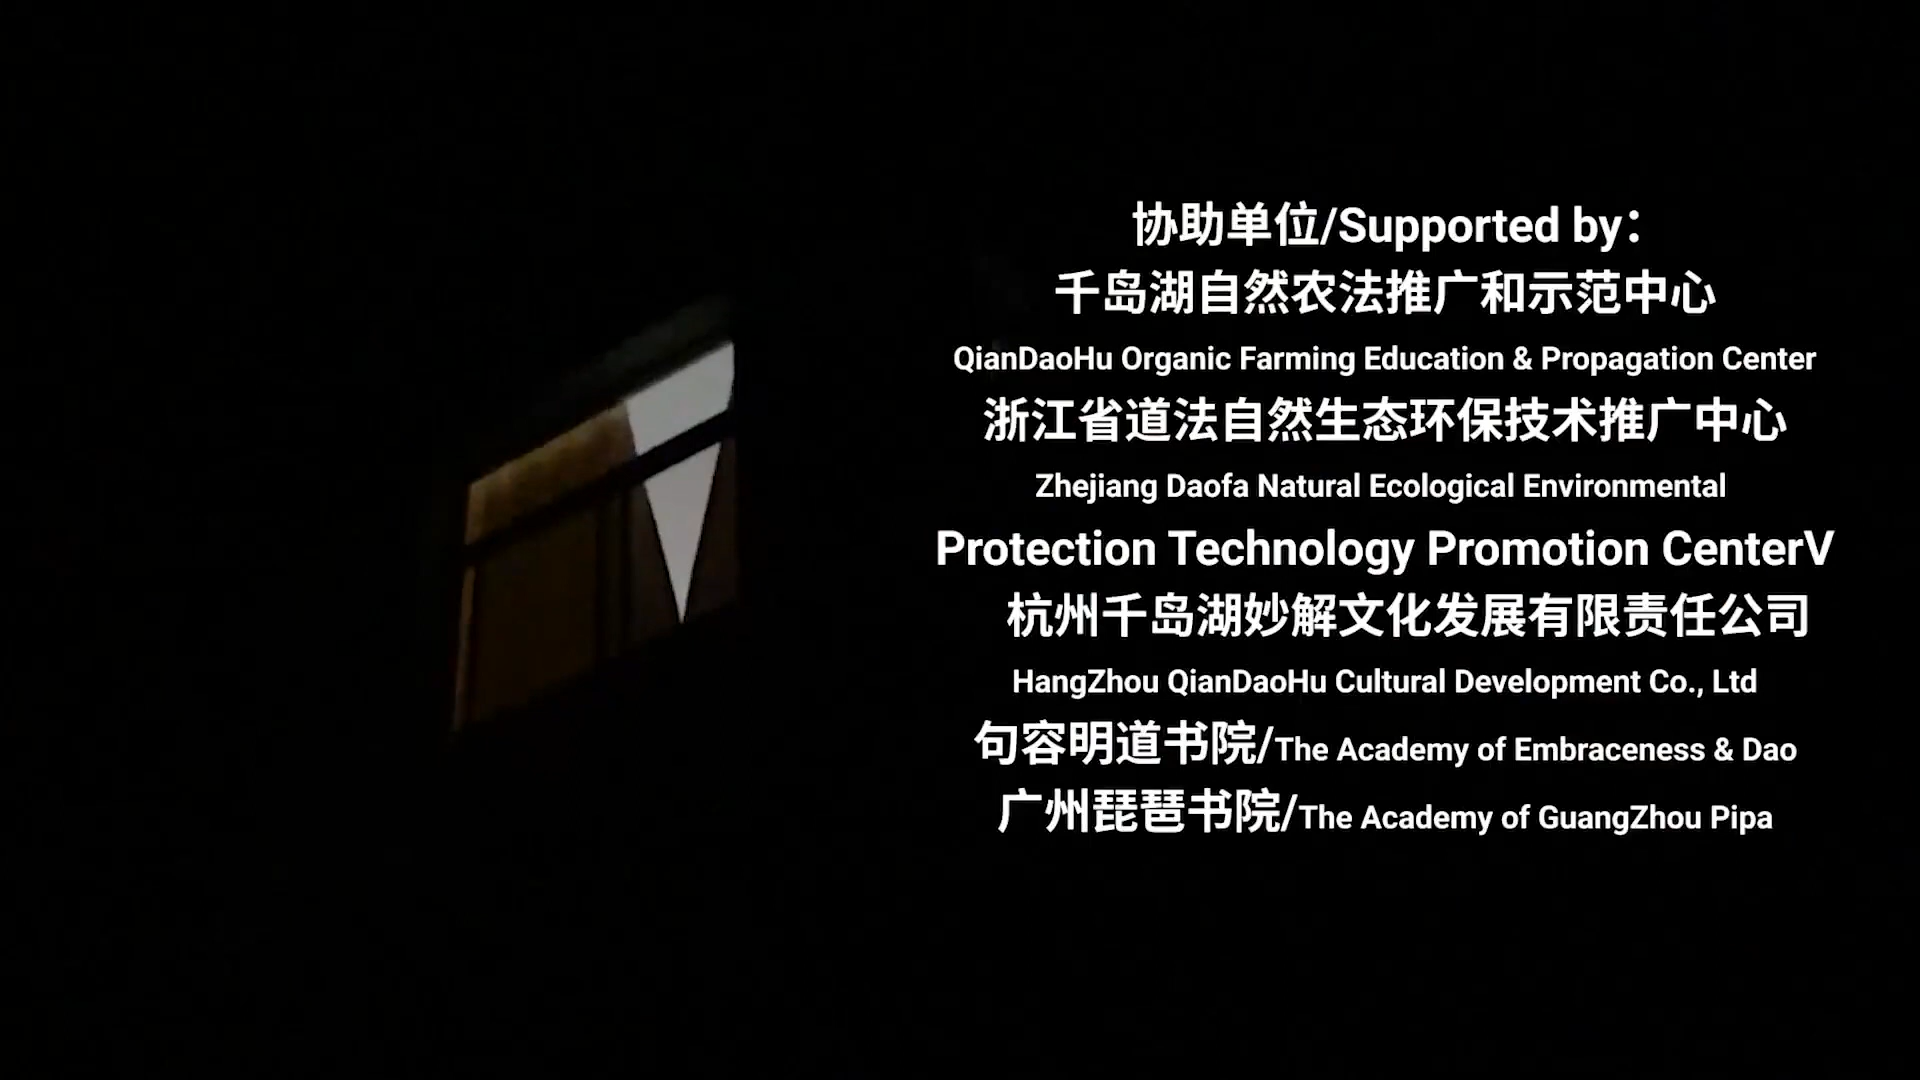 协助单位/Supported by：
千岛湖自然农法推广和示范中心
QianDaoHu Organic Farming Education & Propagation Center
浙江省道法自然生态环保技术推广中心
Zhejiang Daofa Natural Ecological Environmental
Protection Technology Promotion CenterV
杭州千岛湖妙解文化发展有限责任公司
HangZhou QianDaoHu Cultural Development Co., Ltd
句容明道书院/The Academy of Embraceness & Dao
广州琵琶书院/The Academy of GuangZhou Pipa